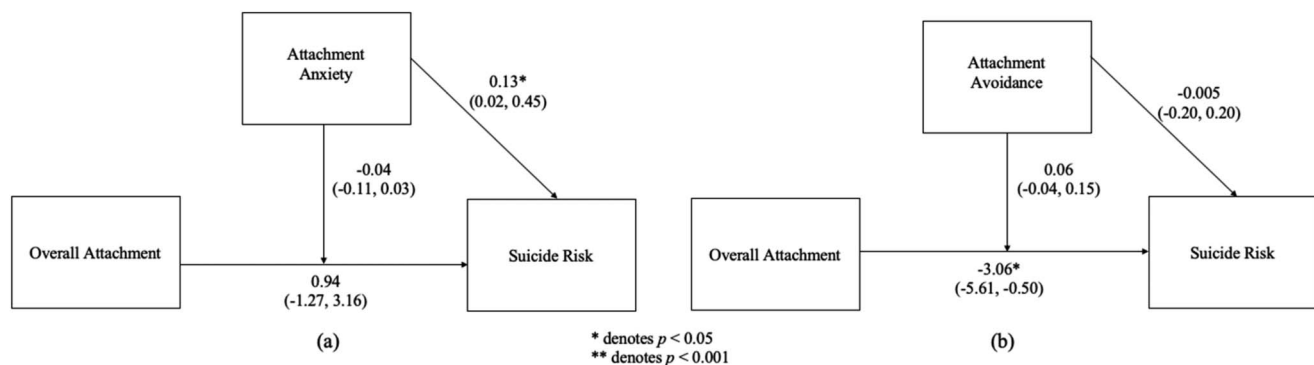 Attachment
Anxiety
0.13*
(0.02, 0.45)
-0.04
(-0.11, 0.03)
Overall Attachment
Suicide Risk
0.94
(-1.27, 3.16)
(a)
Attachment
Avoidance
-0.005
(-0.20, 0.20)
0.06
(-0.04, 0.15)
Overall Attachment
Suicide Risk
-3.06*
(-5.61, -0.50)
(b)
* denotes p < 0.05
** denotes p < 0.001